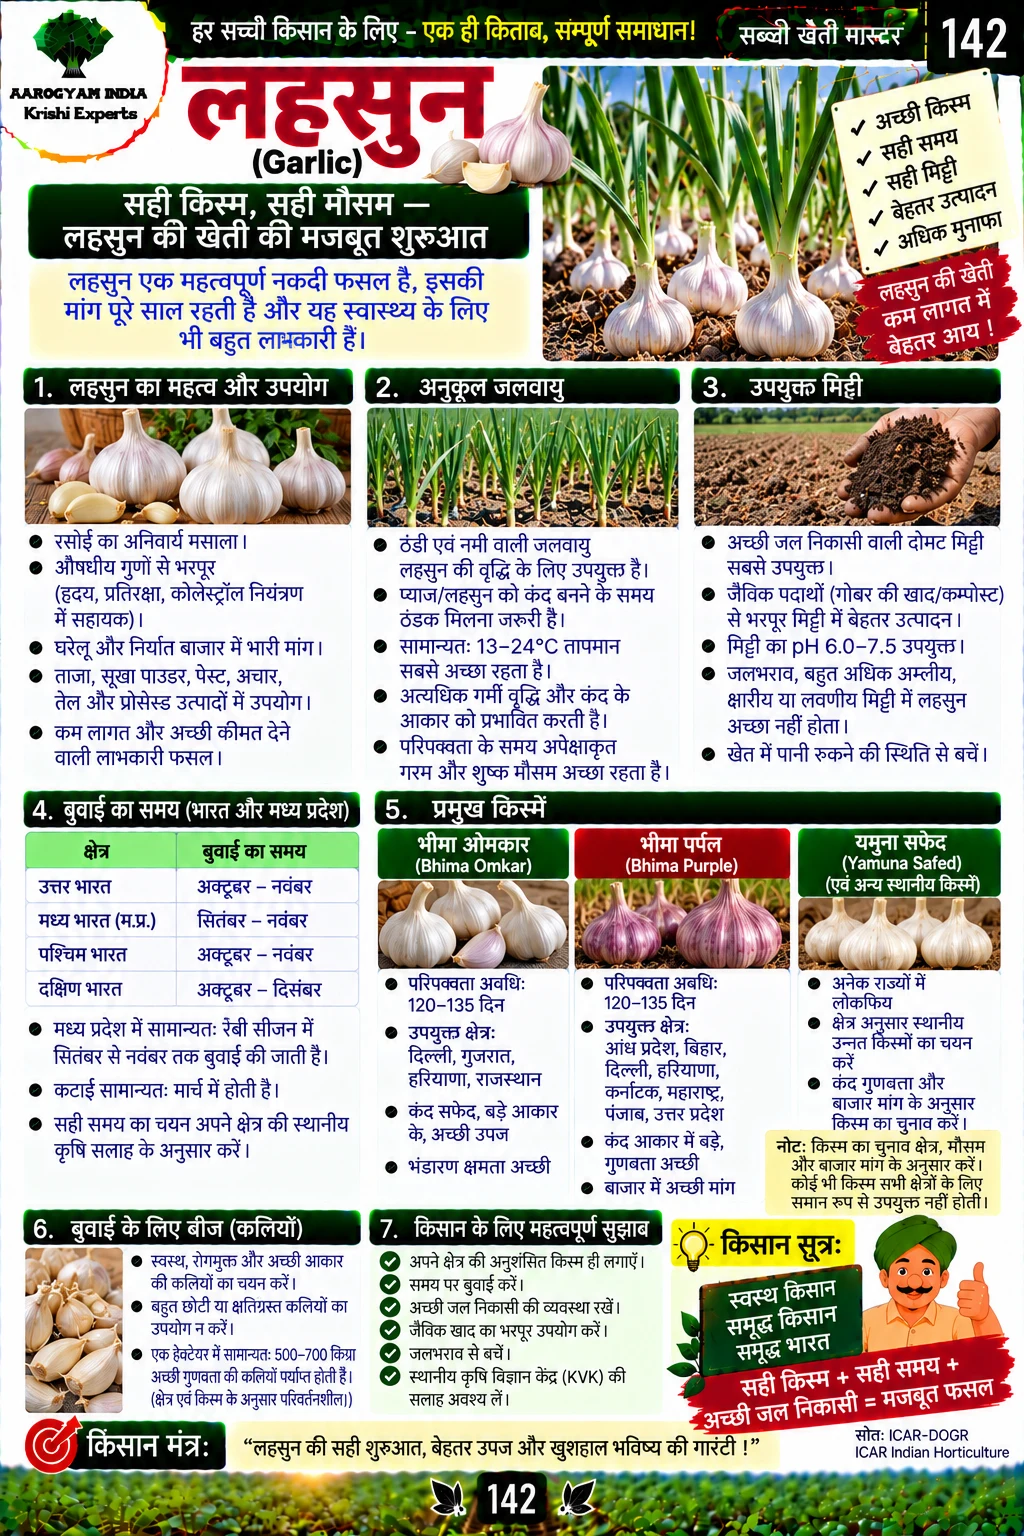 AAROGYAM INDIA
Krishi Experts
हर सच्ची किसान के लिए – एक ही किताब, संम्पूर्ण समाधान!
सब्जी खेती मास्टर
142
लहसुन
(Garlic)
सही किस्म, सही मौसम —
लहसुन की खेती की मजबूत शुरुआत
लहसुन एक महत्वपूर्ण नकदी फसल है, इसकी
मांग पूरे साल रहती है और यह स्वास्थ्य के लिए
भी बहुत लाभकारी हैं।
✓ अच्छी किस्म
✓ सही समय
✓ सही मिट्टी
✓ बेहतर उत्पादन
✓ अधिक मुनाफा
लहसुन की खेती
कम लागत में
बेहतर आय !
1. लहसुन का महत्व और उपयोग
● रसोई का अनिवार्य मसाला।
● औषधीय गुणों से भरपूर
(हृदय, प्रतिरक्षा, कोलेस्ट्रॉल नियंत्रण
में सहायक)।
● घरेलू और निर्यात बाजार में भारी मांग।
● ताजा, सूखा पाउडर, पेस्ट, अचार,
तेल और प्रोसेस्ड उत्पादों में उपयोग।
● कम लागत और अच्छी कीमत देने
वाली लाभकारी फसल।
2. अनुकूल जलवायु
● ठंडी एवं नमी वाली जलवायु
लहसुन की वृद्धि के लिए उपयुक्त है।
● प्याज/लहसुन को कंद बनने के समय
ठंडक मिलना जरूरी है।
● सामान्यतः 13–24°C तापमान
सबसे अच्छा रहता है।
● अत्यधिक गर्मी वृद्धि और कंद के
आकार को प्रभावित करती है।
● परिपक्वता के समय अपेक्षाकृत
गरम और शुष्क मौसम अच्छा रहता है।
3. उपयुक्त मिट्टी
● अच्छी जल निकासी वाली दोमट मिट्टी
सबसे उपयुक्त।
● जैविक पदार्थों (गोबर की खाद/कम्पोस्ट)
से भरपूर मिट्टी में बेहतर उत्पादन।
● मिट्टी का pH 6.0–7.5 उपयुक्त।
● जलभराव, बहुत अधिक अम्लीय,
क्षारीय या लवणीय मिट्टी में लहसुन
अच्छा नहीं होता।
● खेत में पानी रुकने की स्थिति से बचें।
4. बुवाई का समय (भारत और मध्य प्रदेश)
क्षेत्र बुवाई का समय
उत्तर भारत अक्टूबर – नवंबर
मध्य भारत (म.प्र.) सितंबर – नवंबर
पश्चिम भारत अक्टूबर – नवंबर
दक्षिण भारत अक्टूबर – दिसंबर
● मध्य प्रदेश में सामान्यतः रबी सीजन में
सितंबर से नवंबर तक बुवाई की जाती है।
● कटाई सामान्यतः मार्च में होती है।
● सही समय का चयन अपने क्षेत्र की स्थानीय
कृषि सलाह के अनुसार करें।
5. प्रमुख किस्में
भीमा ओमकार
(Bhima Omkar)
● परिपक्वता अवधिः
120–135 दिन
● उपयुक्त क्षेत्रः
दिल्ली, गुजरात,
हरियाणा, राजस्थान
● कंद सफेद, बड़े आकार
के, अच्छी उपज
● भंडारण क्षमता अच्छी
भीमा पर्पल
(Bhima Purple)
● परिपक्वता अबधिः
120–135 दिन
● उपयुक्त क्षेत्रः
आंध प्रदेश, बिहार,
दिल्ली, हरियाणा,
कर्नाटक, महाराष्ट्र,
पंजाब, उत्तर प्रदेश
● कंद आकार में बड़े,
गुणबता अच्छी
● बाजार में अच्छी मांग
यमुना सफेद
(Yamuna Safed)
(एवं अन्य स्थानीय किस्में)
● अनेक राज्यों में
लोकफिय
● क्षेत्र अनुसार स्थानीय
उन्नत किस्मों का चयन
करें
● कंद गुणबता और
बाजार मांग के अनुसार
किस्म का चुनाव करें।
नोटः किस्म का चुनाव क्षेत्र, मौसम
और बाजार मांग के अनुसार करें।
कोई भी किस्म सभी क्षेत्रों के लिए
समान रुप से उपयुक्त नहीं होती।
6. बुवाई के लिए बीज (कलियों)
● स्वस्थ, रोगमुक्त और अच्छी आकार
की कलियों का चयन करें।
● बहुत छोटी या क्षतिग्रस्त कलियों का
उपयोग न करें।
● एक हेक्टेयर में सामान्यतः 500–700 किग्रा
अच्छी गुणवता की कलियों पर्याप्त होती है।
(क्षेत्र एवं किस्म के अनुसार परिवर्तनशील।)
7. किसान के लिए महत्वपूर्ण सुझाब
✓ अपने क्षेत्र की अनुशंसित किस्म ही लगाएँ।
✓ समय पर बुवाई करें।
✓ अच्छी जल निकासी की व्यवस्था रखें।
✓ जैविक खाद का भरपूर उपयोग करें।
✓ जलभराव से बचें।
✓ स्थानीय कृषि विज्ञान केंद्र (KVK) की
सलाह अवश्य लें।
किसान सूत्रः
स्वस्थ किसान
समृद्ध किसान
समृद्ध भारत
सही किस्म + सही समय +
अच्छी जल निकासी = मजबूत फसल
किंसान मंत्र:
“लहसुन की सही शुरुआत, बेहतर उपज और खुशहाल भविष्य की गारंटी !”
सोतः ICAR-DOGR
ICAR Indian Horticulture
142